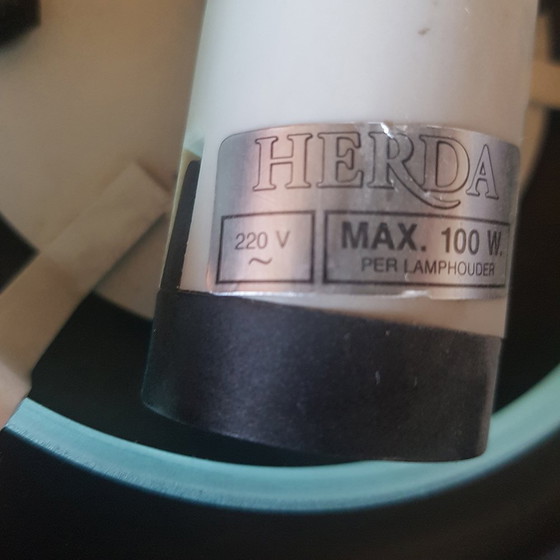 HERDA
220 V
~
MAX. 100 W.
PER LAMPHOUDER